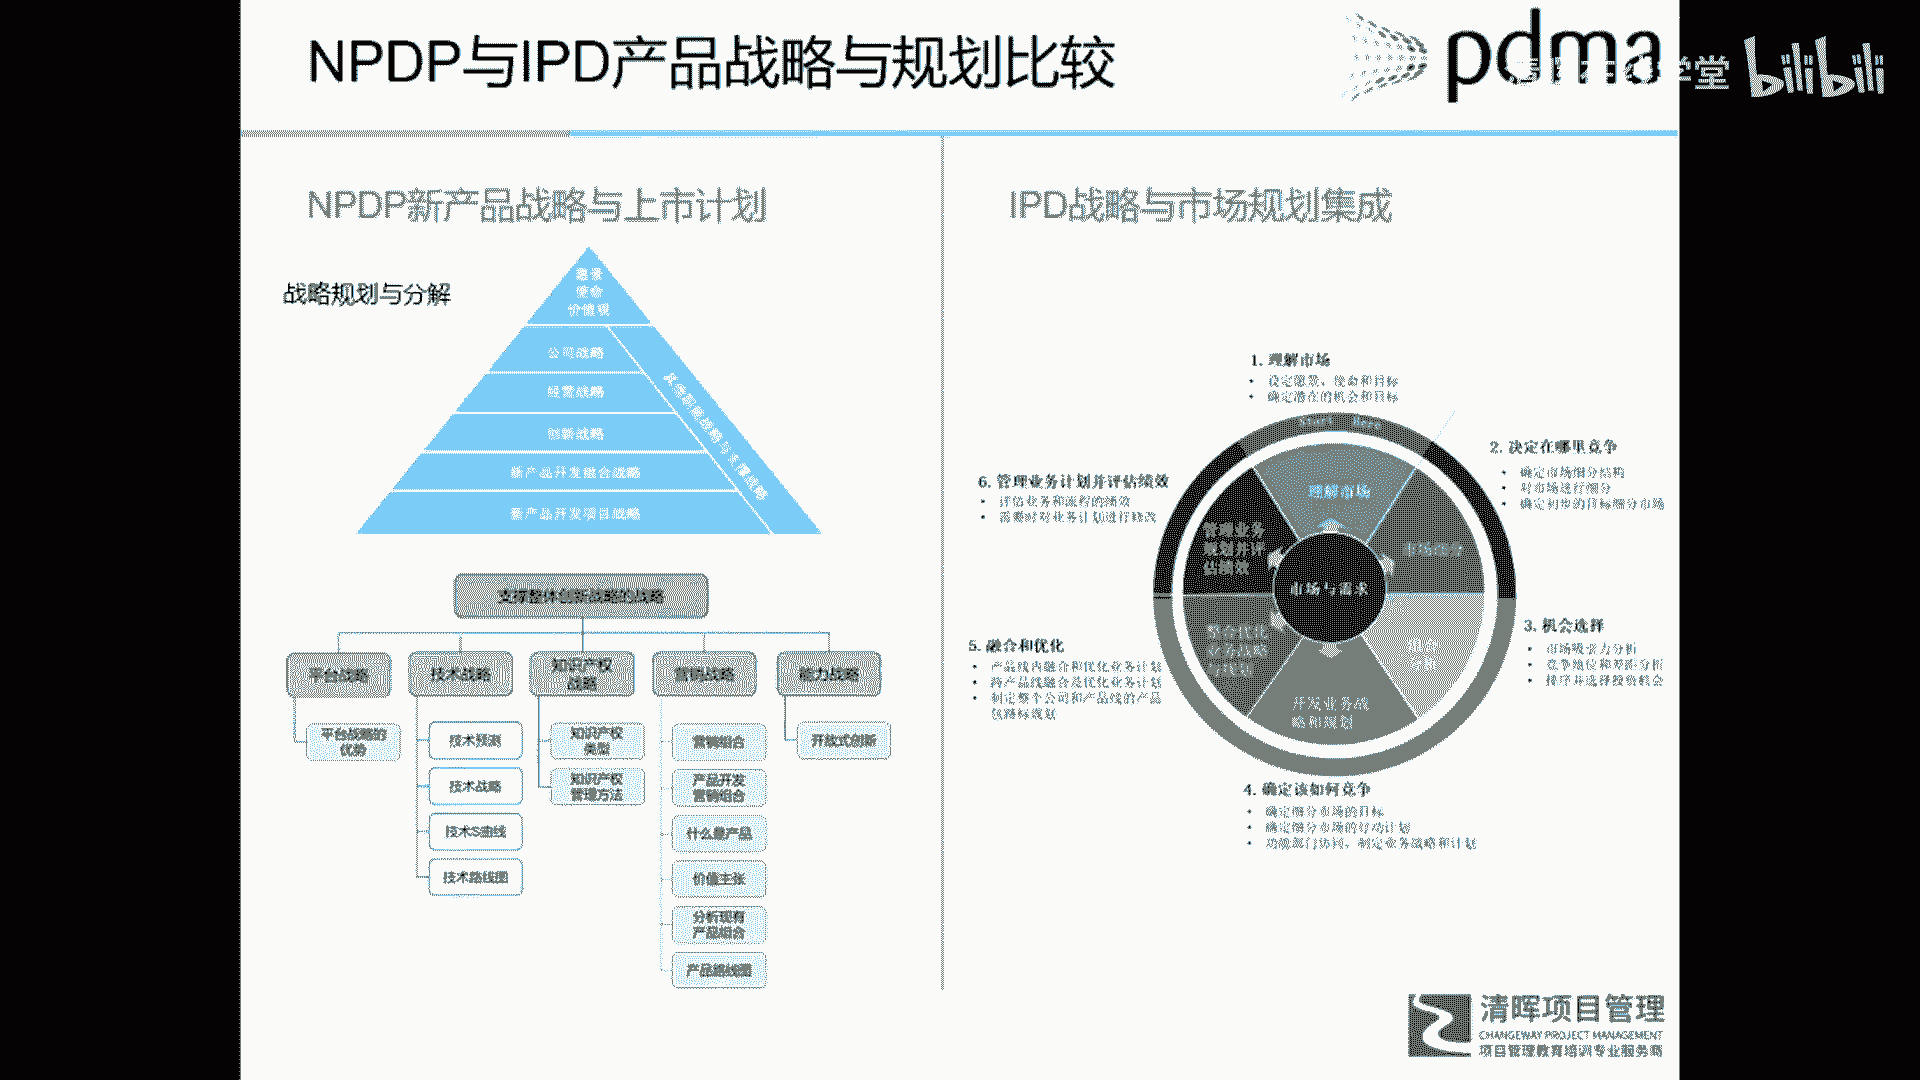 NPDP与IPD产品战略与规划比较
pdma
学堂
bilibili
NPDP新产品战略与上市计划
战略规划与分解
愿景
使命
价值观
公司战略
经营战略
创新战略
新产品开发组合战略
新产品开发项目战略
其他职能战略与支撑战略
支撑整体创新战略的战略
平台战略
技术战略
知识产权
战略
营销战略
能力战略
平台战略的
优势
技术预测
技术战略
技术S曲线
技术路线图
知识产权
类型
知识产权
管理方法
营销组合
产品开发
营销组合
什么是产品
价值主张
分析现有
产品组合
产品路线图
开放式创新
IPD战略与市场规划集成
1. 理解市场
• 设定愿景、使命和目标
• 确定潜在的机会和目标
Start Here
2. 决定在哪里竞争
• 确定市场细分结构
• 对市场进行细分
• 确定初步的目标细分市场
3. 机会选择
• 市场吸引力分析
• 竞争地位和差距分析
• 排序并选择投资机会
4. 确定该如何竞争
• 确定细分市场的目标
• 确定细分市场的行动计划
• 功能部门协同，制定业务战略和计划
5. 融合和优化
• 产品线内融合和优化业务计划
• 跨产品线融合及优化业务计划
• 制定整个公司和产品线的产品
包路标规划
6. 管理业务计划并评估绩效
• 评估业务和流程的绩效
• 需要时对业务计划进行修改
理解市场
市场细分
组合
分析
开发业务战
略和规划
整合优化
业务战略
管理业务
规划并评
估绩效
市场与需求
清晖项目管理
CHANGEWAY PROJECT MANAGEMENT
项目管理教育培训专业服务商